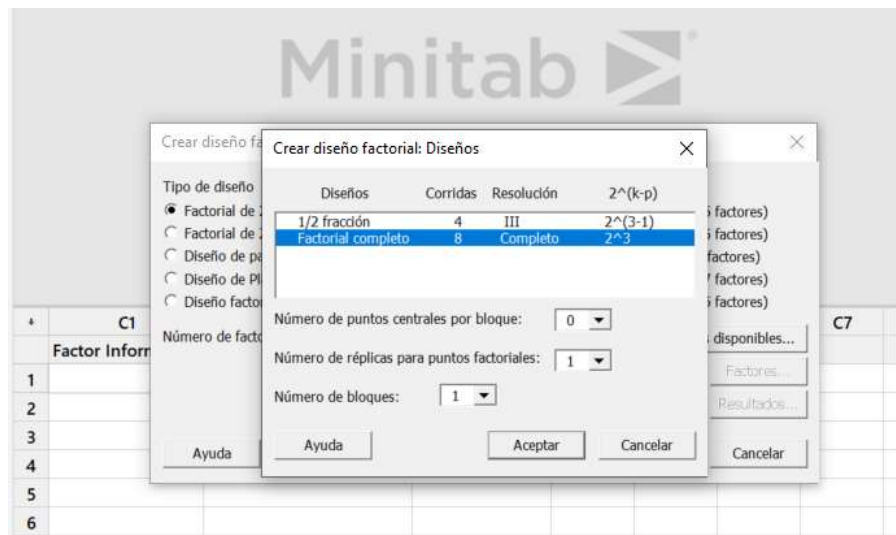 Minitab
Crear diseño fa
Crear diseño factorial: Diseños
Tipo de diseño
Factorial de 2
Factorial de 2
Diseño de pa
Diseño de Pl
Diseño facto
Número de facto
Diseños Corridas Resolución 2^(k-p)
1/2 fracción 4 III 2^(3-1)
Factorial completo 8 Completo 2^3
Número de puntos centrales por bloque: 0
Número de réplicas para puntos factoriales: 1
Número de bloques: 1
Ayuda Aceptar Cancelar
factores)
factores)
factores)
factores)
factores)
disponibles...
Factores...
Resultados...
Ayuda
Cancelar
C1 C7
Factor Inform
1
2
3
4
5
6